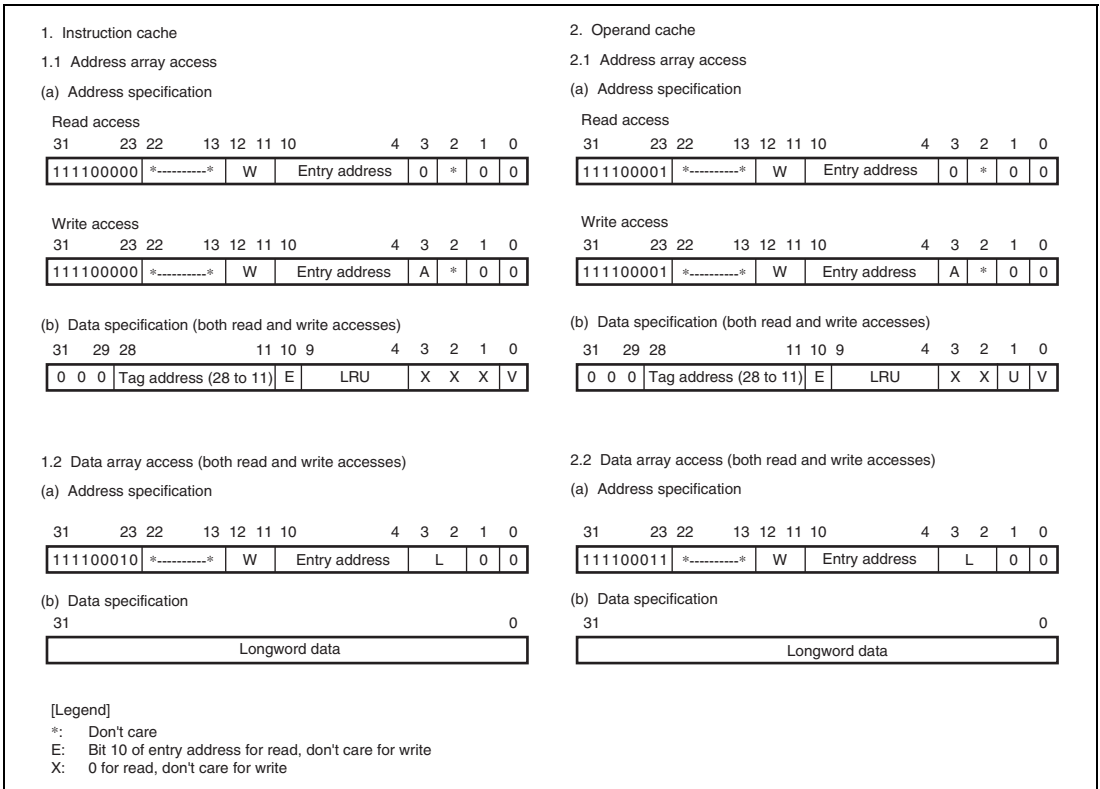 1. Instruction cache
1.1 Address array access
(a) Address specification
Read access
31 23 22 13 12 11 10 4 3 2 1 0
111100000 *----------* W Entry address 0 * 0 0
Write access
31 23 22 13 12 11 10 4 3 2 1 0
111100000 *----------* W Entry address A * 0 0
(b) Data specification (both read and write accesses)
31 29 28 11 10 9 4 3 2 1 0
0 0 0 Tag address (28 to 11) E LRU X X X V
1.2 Data array access (both read and write accesses)
(a) Address specification
31 23 22 13 12 11 10 4 3 2 1 0
111100010 *----------* W Entry address L 0 0
(b) Data specification
31 0
Longword data
2. Operand cache
2.1 Address array access
(a) Address specification
Read access
31 23 22 13 12 11 10 4 3 2 1 0
111100001 *----------* W Entry address 0 * 0 0
Write access
31 23 22 13 12 11 10 4 3 2 1 0
111100001 *----------* W Entry address A * 0 0
(b) Data specification (both read and write accesses)
31 29 28 11 10 9 4 3 2 1 0
0 0 0 Tag address (28 to 11) E LRU X X U V
2.2 Data array access (both read and write accesses)
(a) Address specification
31 23 22 13 12 11 10 4 3 2 1 0
111100011 *----------* W Entry address L 0 0
(b) Data specification
31 0
Longword data
[Legend]
*: Don't care
E: Bit 10 of entry address for read, don't care for write
X: 0 for read, don't care for write